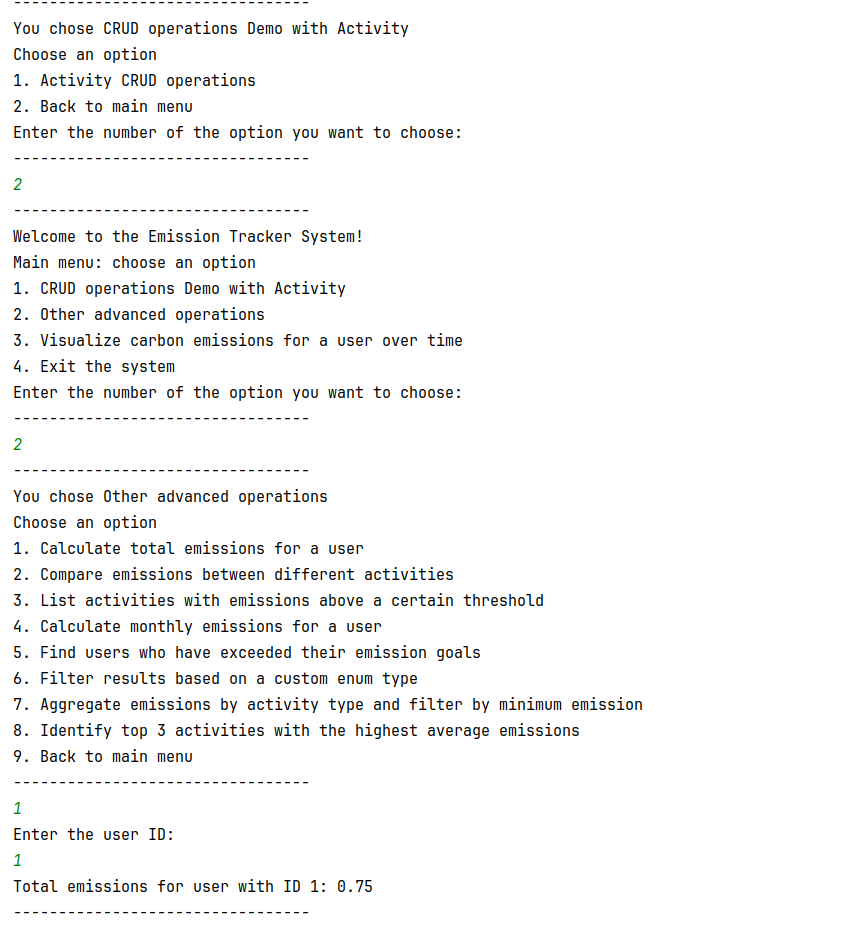 ---------------------------------
You chose CRUD operations Demo with Activity
Choose an option
1. Activity CRUD operations
2. Back to main menu
Enter the number of the option you want to choose:
---------------------------------
2
---------------------------------
Welcome to the Emission Tracker System!
Main menu: choose an option
1. CRUD operations Demo with Activity
2. Other advanced operations
3. Visualize carbon emissions for a user over time
4. Exit the system
Enter the number of the option you want to choose:
---------------------------------
2
---------------------------------
You chose Other advanced operations
Choose an option
1. Calculate total emissions for a user
2. Compare emissions between different activities
3. List activities with emissions above a certain threshold
4. Calculate monthly emissions for a user
5. Find users who have exceeded their emission goals
6. Filter results based on a custom enum type
7. Aggregate emissions by activity type and filter by minimum emission
8. Identify top 3 activities with the highest average emissions
9. Back to main menu
---------------------------------
1
Enter the user ID:
1
Total emissions for user with ID 1: 0.75
---------------------------------